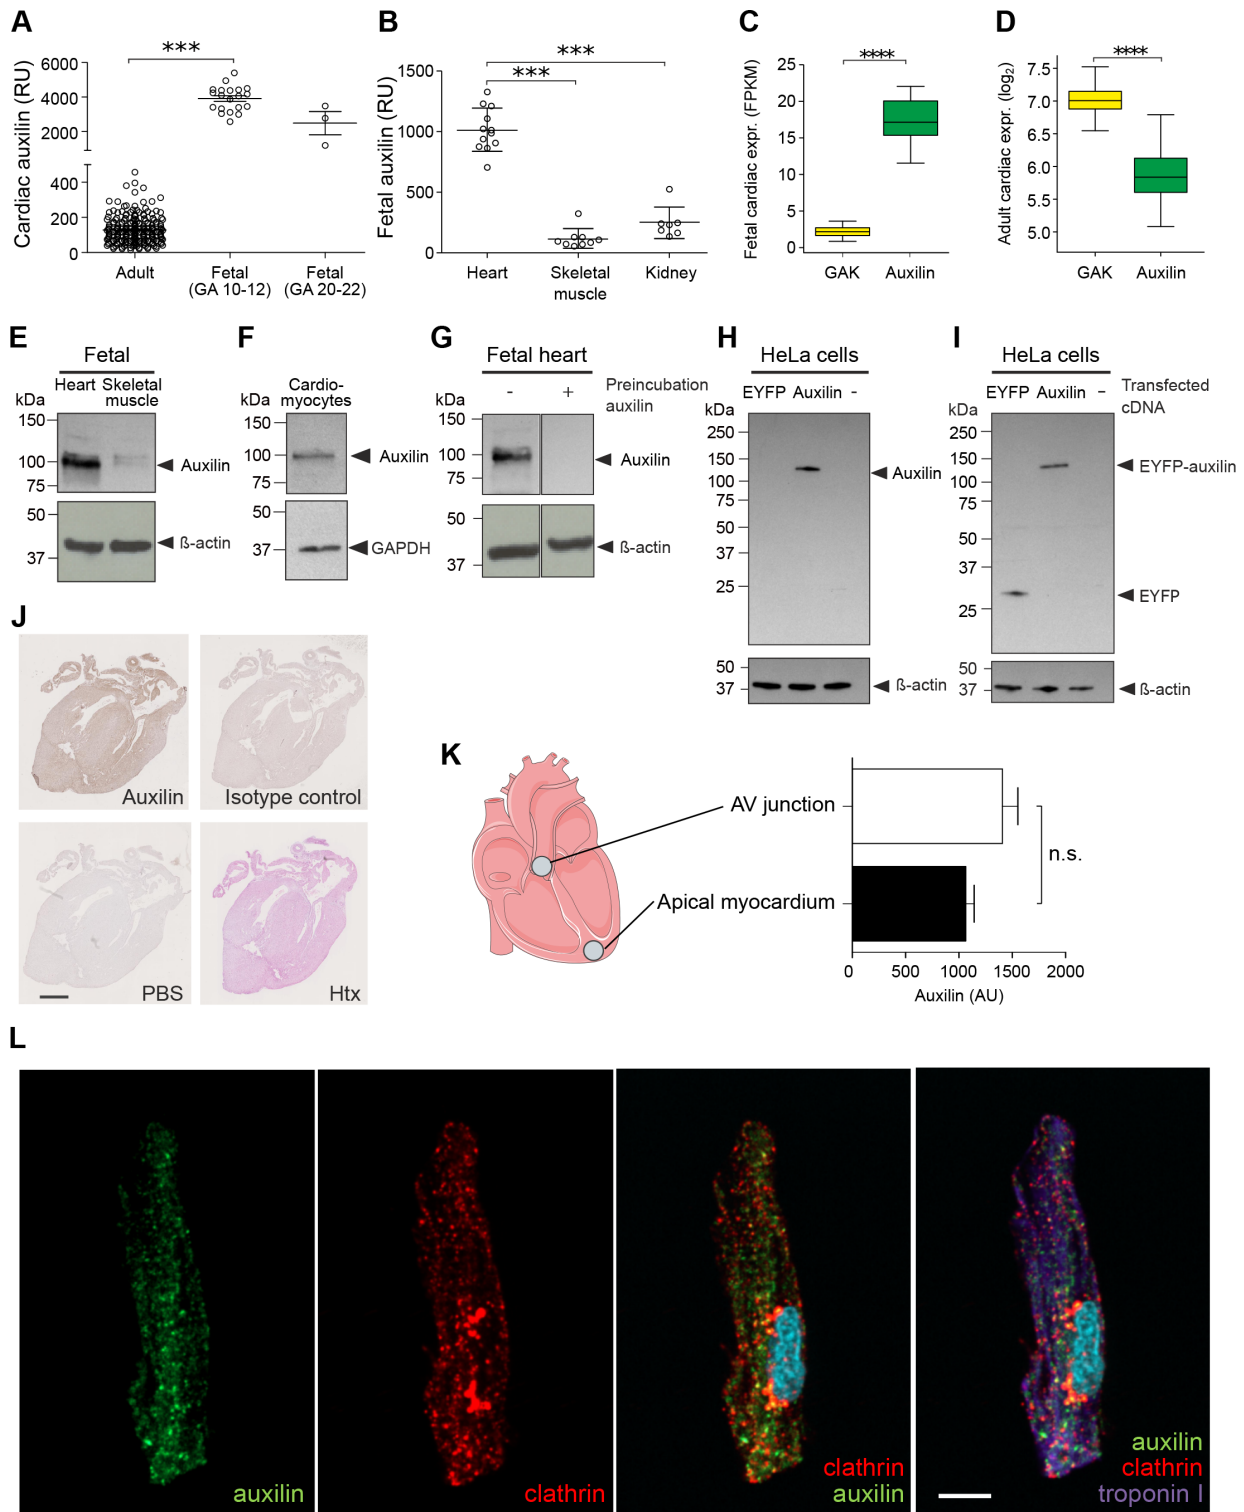 A
Cardiac auxilin (RU)
6000
4000
2000
400
200
0
***
Adult
Fetal
(GA 10-12)
Fetal
(GA 20-22)
B
Fetal auxilin (RU)
1500
1000
500
0
***
***
Heart
Skeletal
muscle
Kidney
C
Fetal cardiac expr. (FPKM)
25
20
15
10
5
0
****
GAK
Auxilin
D
Adult cardiac expr. (log2)
7.5
7.0
6.5
6.0
5.5
5.0
****
GAK
Auxilin
E
Fetal
Heart
Skeletal
muscle
kDa
150
100
75
50
37
Auxilin
ß-actin
F
Cardio-
myocytes
kDa
150
100
75
50
37
Auxilin
GAPDH
G
Fetal heart
- +
Preincubation
auxilin
kDa
150
100
75
50
37
Auxilin
ß-actin
H
HeLa cells
EYFP Auxilin -
kDa
250
150
100
75
50
37
25
50
37
Auxilin
ß-actin
I
HeLa cells
EYFP Auxilin –
Transfected
cDNA
kDa
250
150
100
75
50
37
25
50
37
EYFP-auxilin
EYFP
ß-actin
J
Auxilin
Isotype control
PBS
Htx
K
AV junction
Apical myocardium
n.s.
0 500 1000 1500 2000
Auxilin (AU)
L
auxilin
clathrin
clathrin
auxilin
auxilin
clathrin
troponin I